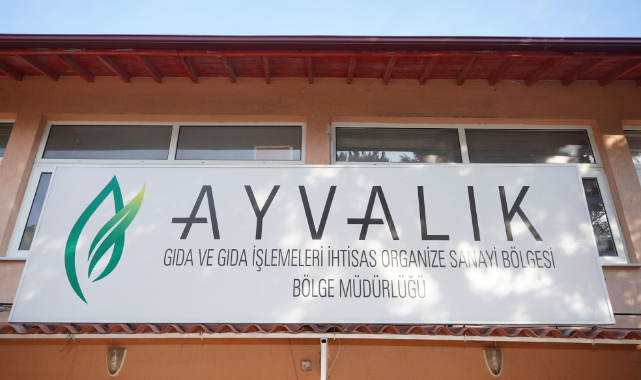 AYVALIK
GIDA VE GIDA İŞLEMELERİ İHTİSAS ORGANİZE SANAYİ BÖLGESİ
BÖLGE MÜDÜRLÜĞÜ